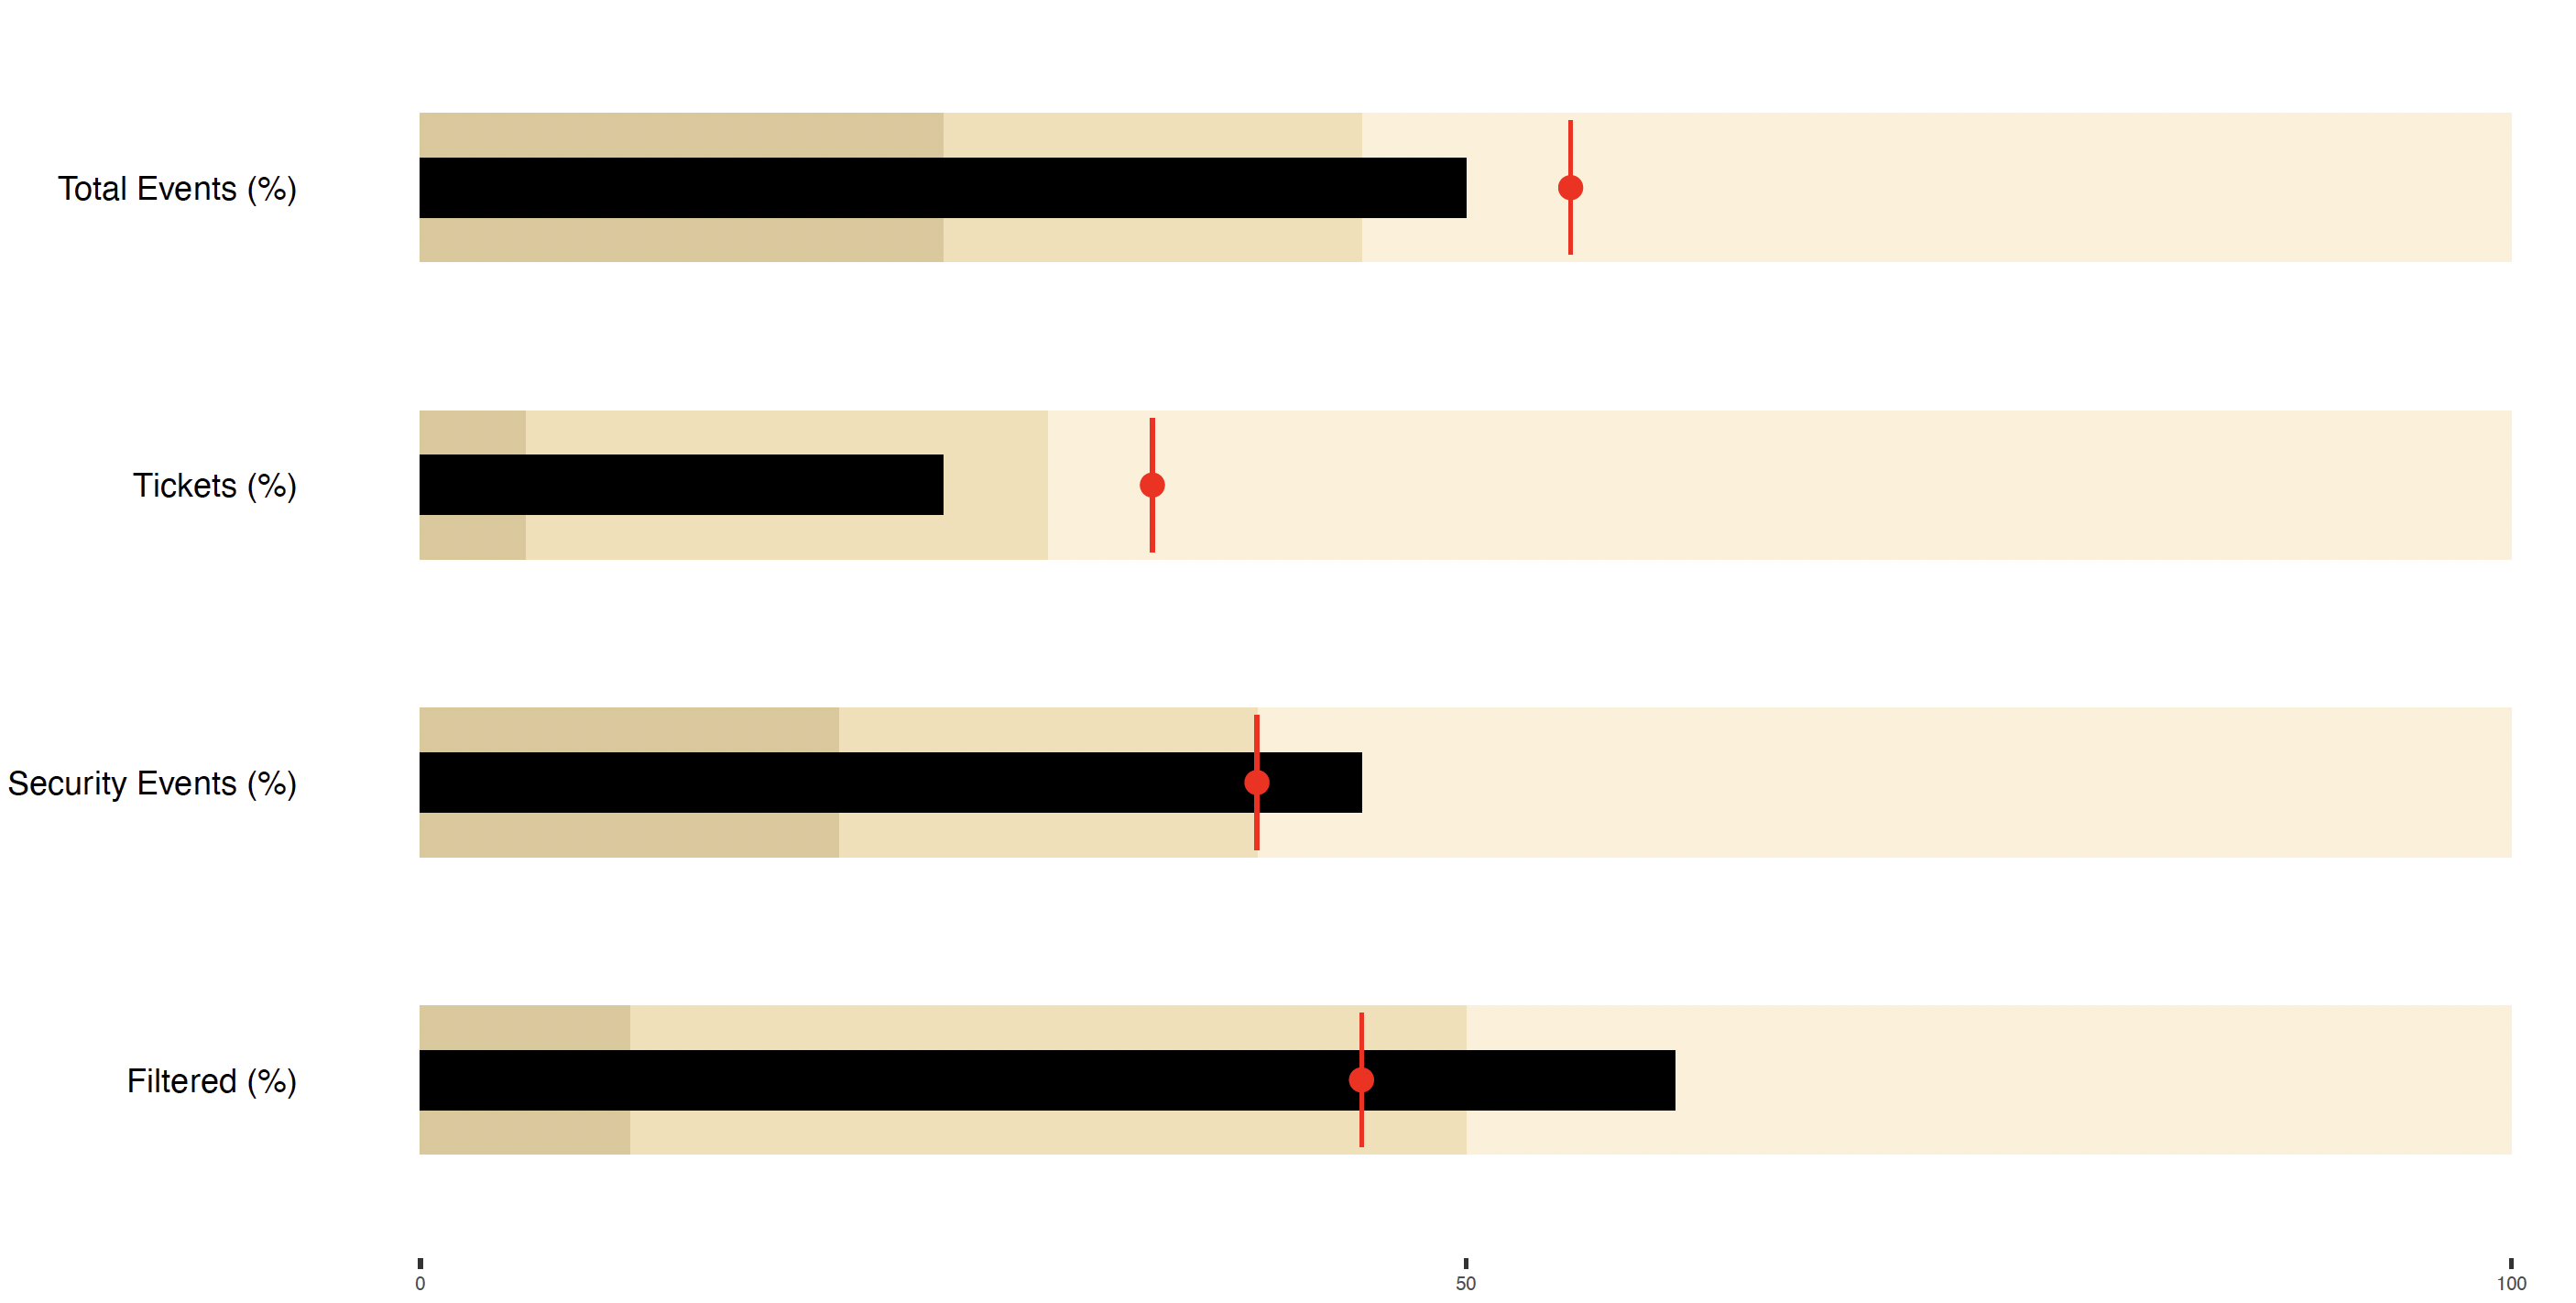 Total Events (%)
Tickets (%)
Security Events (%)
Filtered (%)
0 50 100